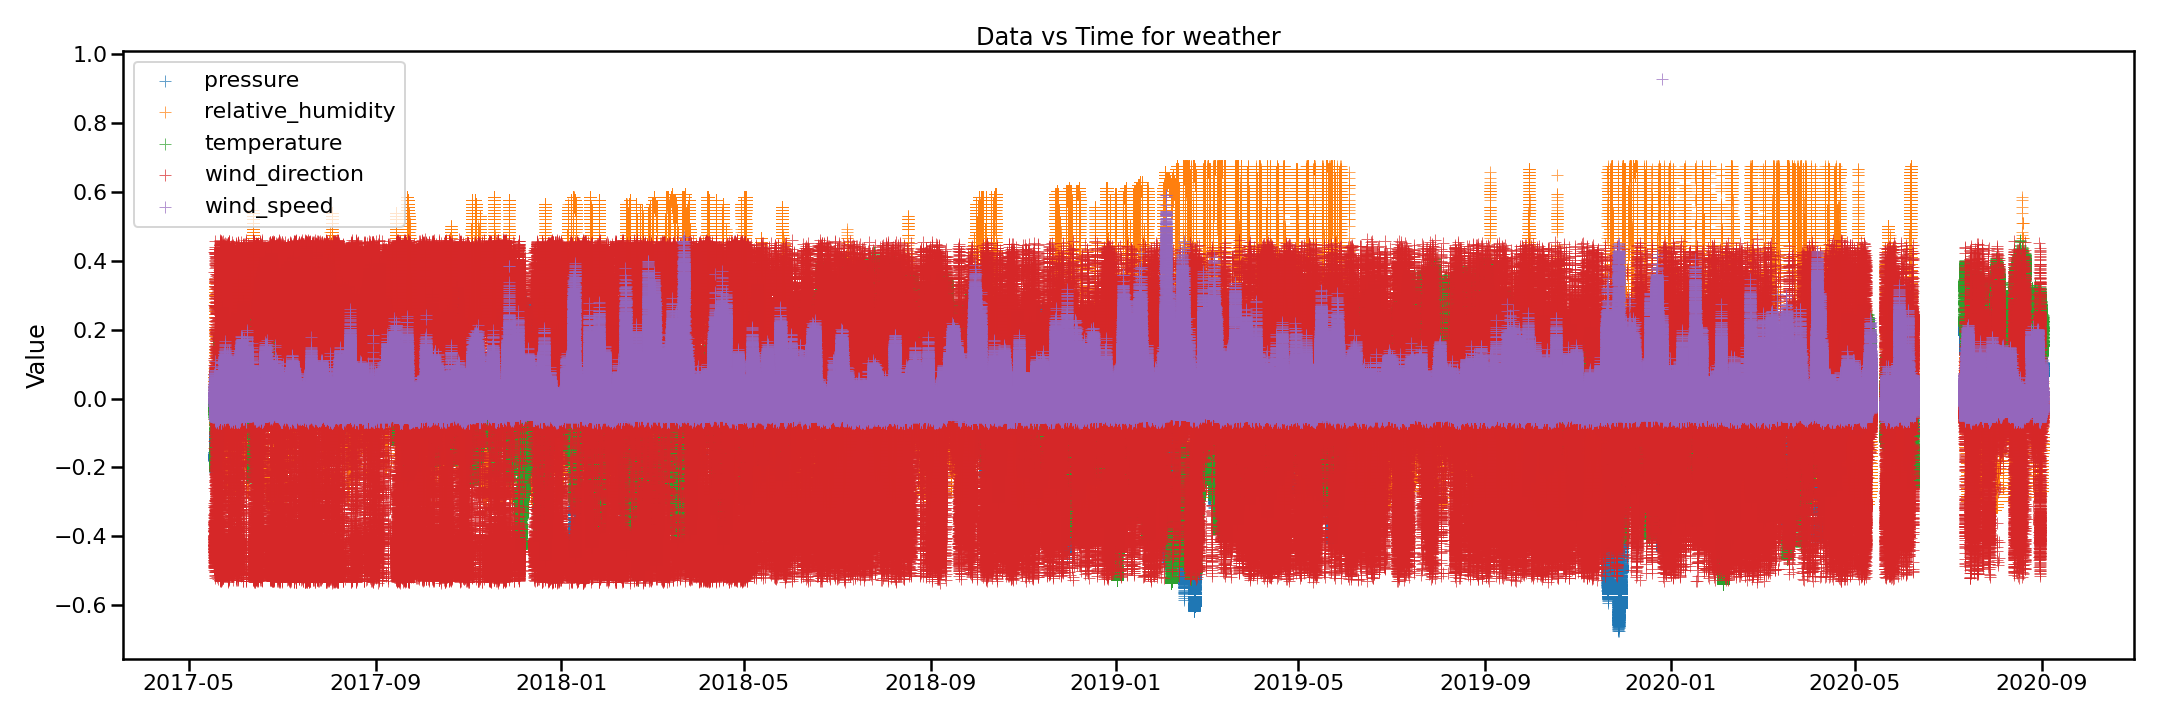 Data vs Time for weather
1.0
0.8
0.6
0.4
0.2
0.0
−0.2
−0.4
−0.6
Value
pressure
relative_humidity
temperature
wind_direction
wind_speed
2017-05 2017-09 2018-01 2018-05 2018-09 2019-01 2019-05 2019-09 2020-01 2020-05 2020-09